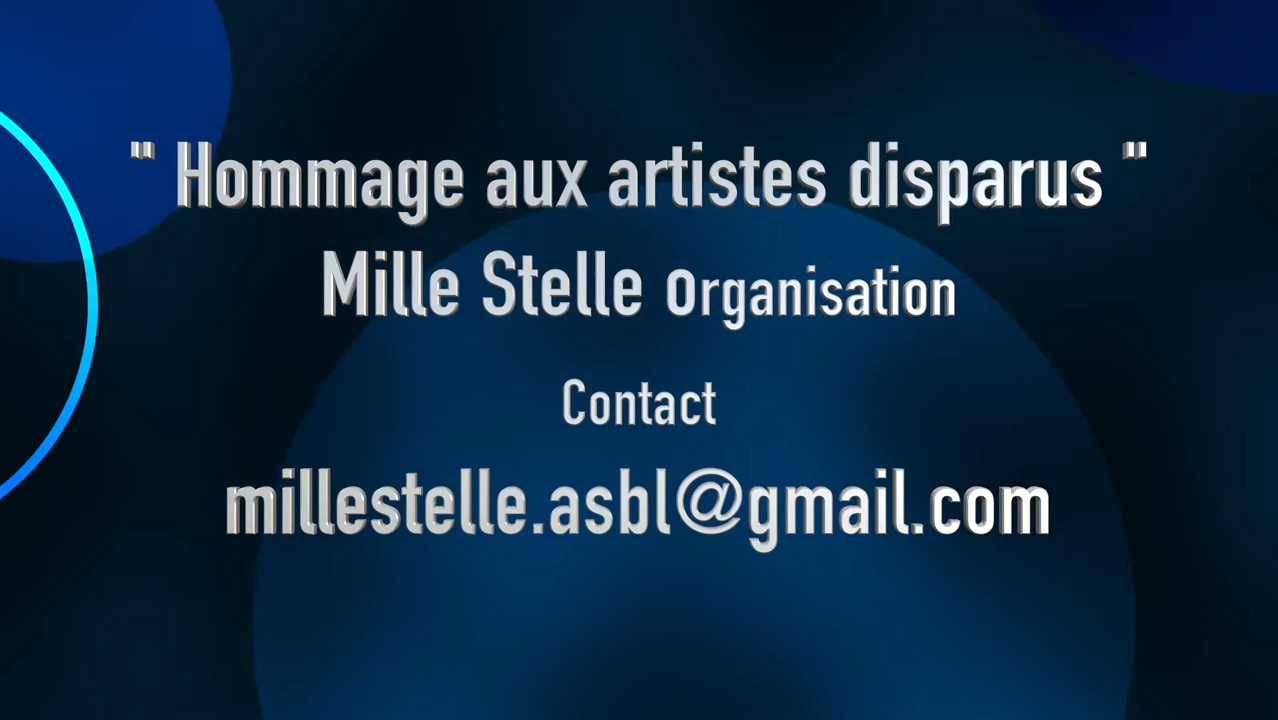 " Hommage aux artistes disparus "
Mille Stelle Organisation
Contact
millestelle.asbl@gmail.com